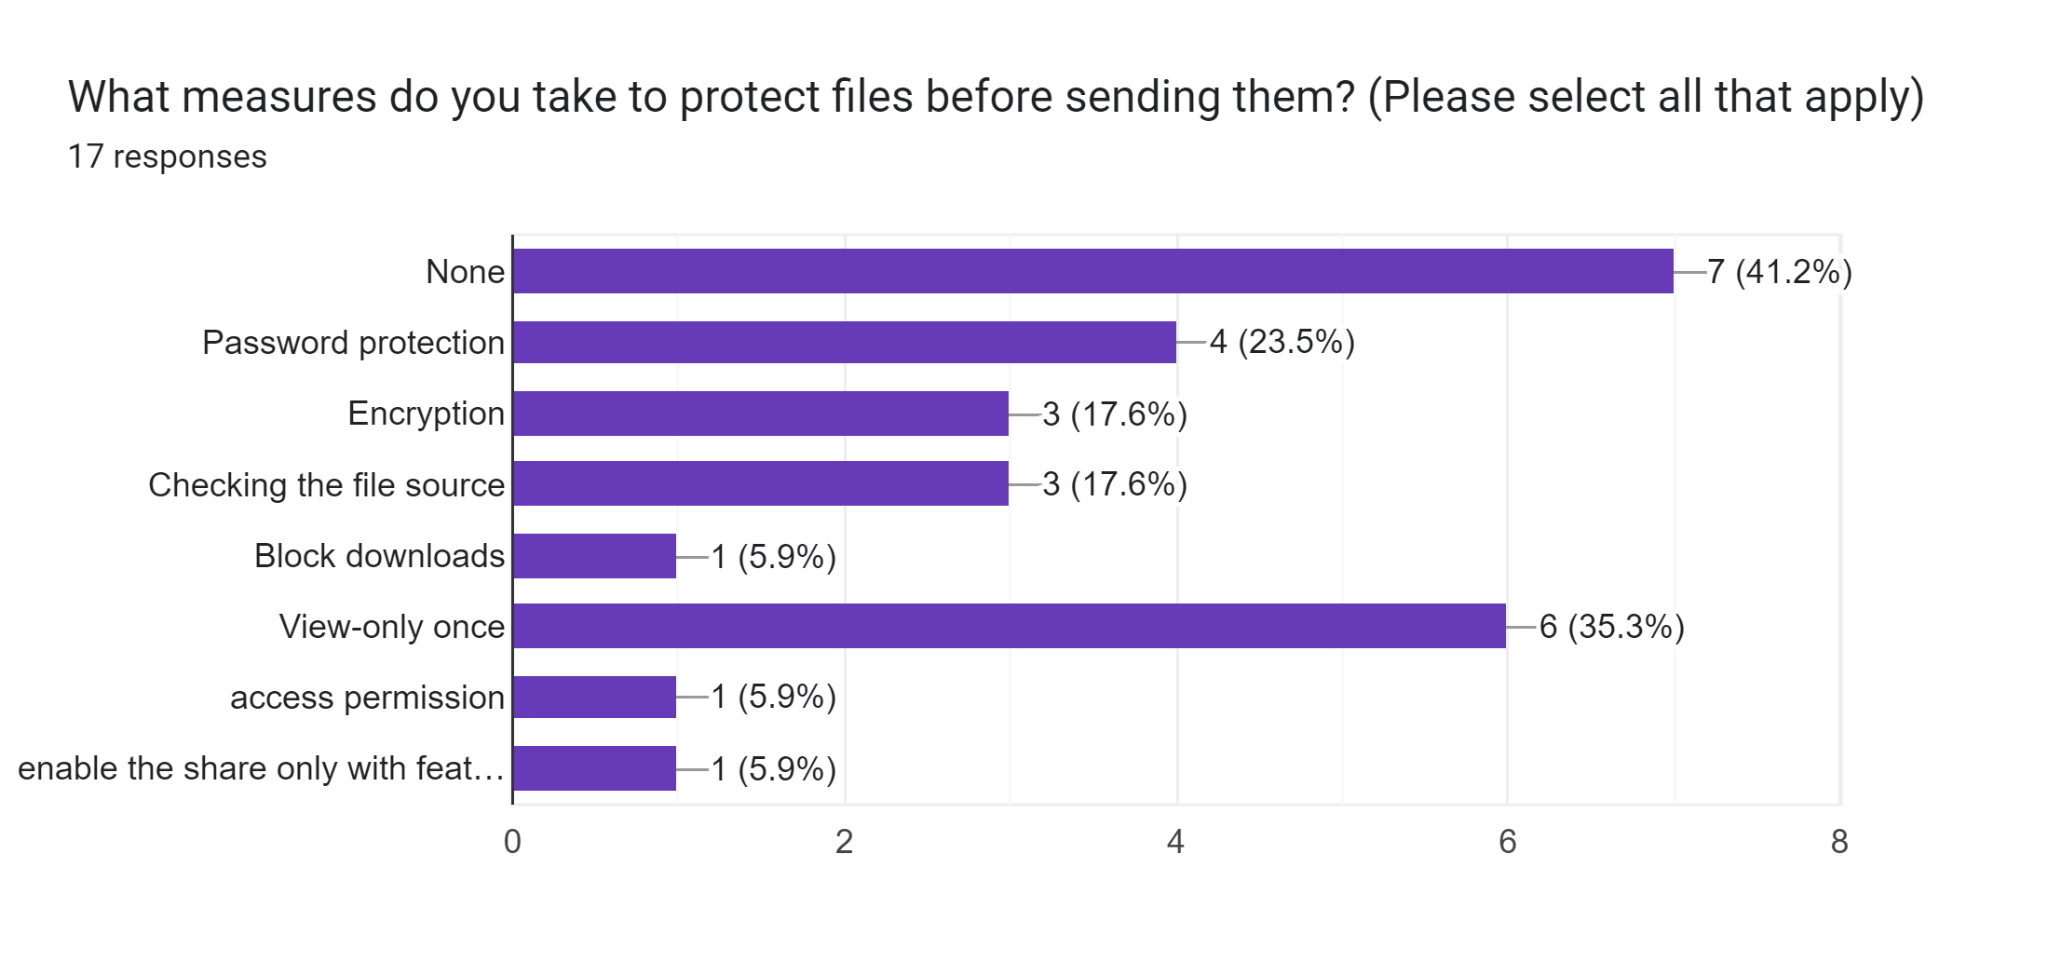 What measures do you take to protect files before sending them? (Please select all that apply)
17 responses
None
7 (41.2%)
Password protection
4 (23.5%)
Encryption
3 (17.6%)
Checking the file source
3 (17.6%)
Block downloads
1 (5.9%)
View-only once
6 (35.3%)
access permission
1 (5.9%)
enable the share only with feat…
1 (5.9%)
0 2 4 6 8